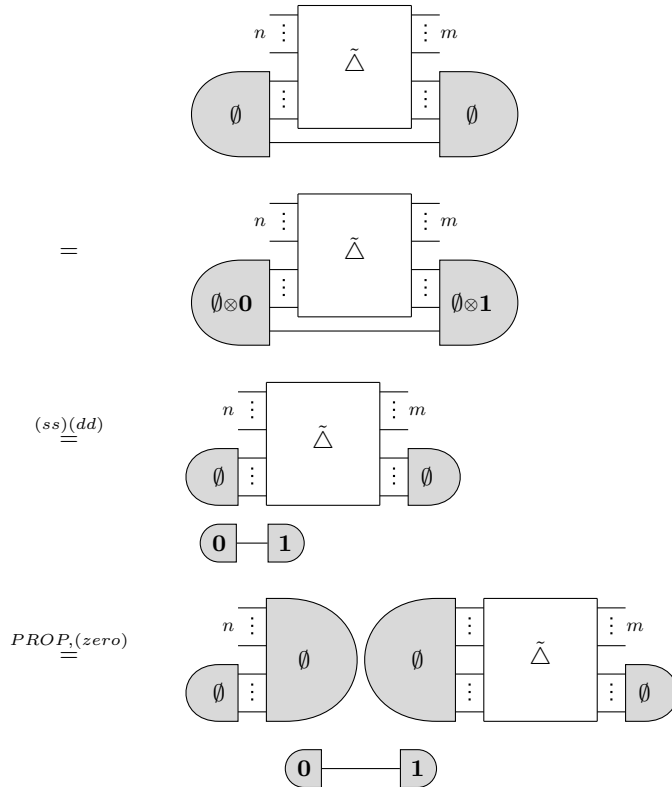 n ⋮ ⋮ m
△̃
∅ ⋮ ⋮ ∅
n ⋮ ⋮ m
= △̃
∅⊗0 ⋮ ⋮ ∅⊗1
(ss)(dd)
= n ⋮ ⋮ m
△̃
∅ ⋮ ⋮ ∅
0 1
PROP,(zero)
= n ⋮ ∅ ∅ ⋮ △̃ ⋮ m
∅ ⋮ ⋮ ⋮ ∅
0 1